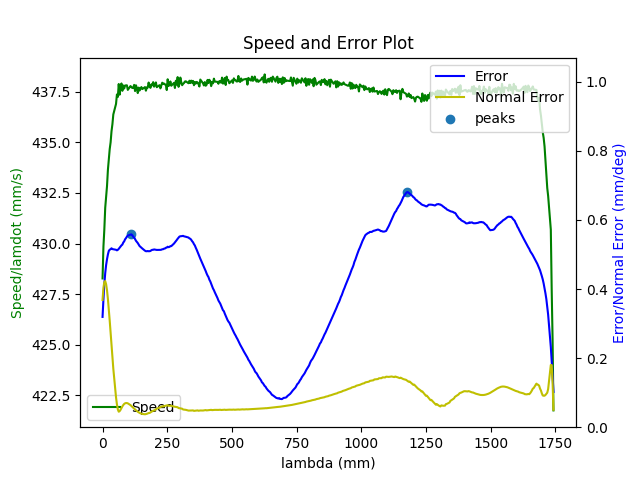 Speed and Error Plot
Speed/lamdot (mm/s)
437.5
435.0
432.5
430.0
427.5
425.0
422.5
Error
Normal Error
peaks
Speed
1.0
0.8
0.6
0.4
0.2
0.0
Error/Normal Error (mm/deg)
0
250
500
750
1000
1250
1500
1750
lambda (mm)